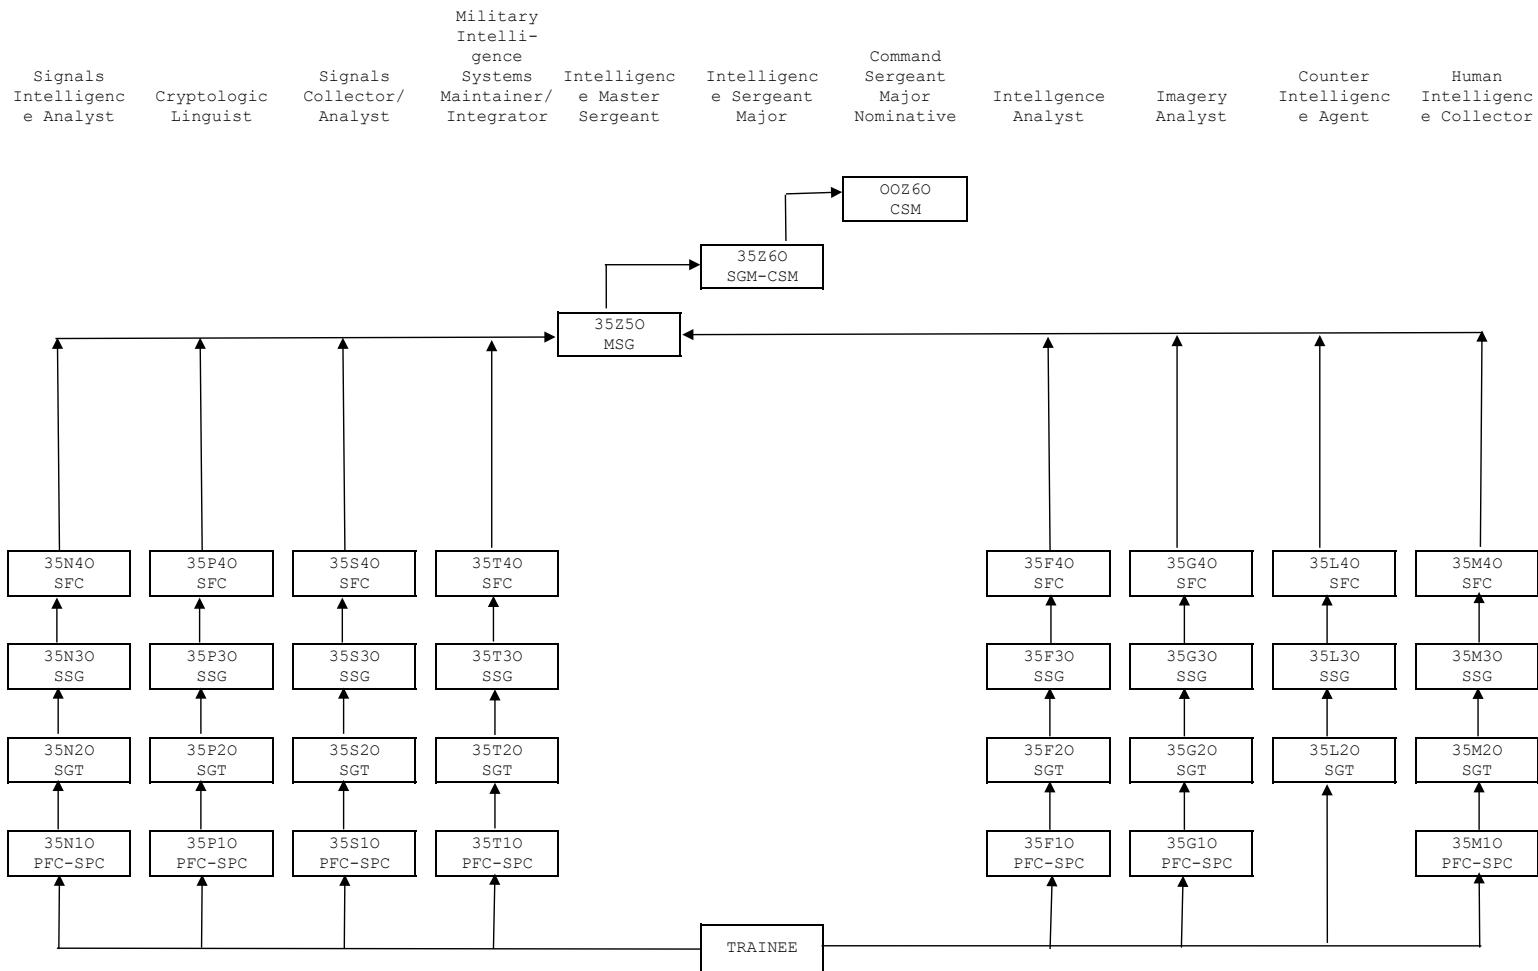 Signals
Intelligenc
e Analyst
Cryptologic
Linguist
Signals
Collector/
Analyst
Military
Intelli-
gence
Systems
Maintainer/
Integrator
Intelligenc
e Master
Sergeant
Intelligenc
e Sergeant
Major
Command
Sergeant
Major
Nominative
Intellgence
Analyst
Imagery
Analyst
Counter
Intelligenc
e Agent
Human
Intelligenc
e Collector
OOZ6O
CSM
35Z6O
SGM-CSM
35Z5O
MSG
35N4O
SFC
35P4O
SFC
35S4O
SFC
35T4O
SFC
35F4O
SFC
35G4O
SFC
35L4O
SFC
35M4O
SFC
35N3O
SSG
35P3O
SSG
35S3O
SSG
35T3O
SSG
35F3O
SSG
35G3O
SSG
35L3O
SSG
35M3O
SSG
35N2O
SGT
35P2O
SGT
35S2O
SGT
35T2O
SGT
35F2O
SGT
35G2O
SGT
35L2O
SGT
35M2O
SGT
35N1O
PFC-SPC
35P1O
PFC-SPC
35S1O
PFC-SPC
35T1O
PFC-SPC
35F1O
PFC-SPC
35G1O
PFC-SPC
35M1O
PFC-SPC
TRAINEE